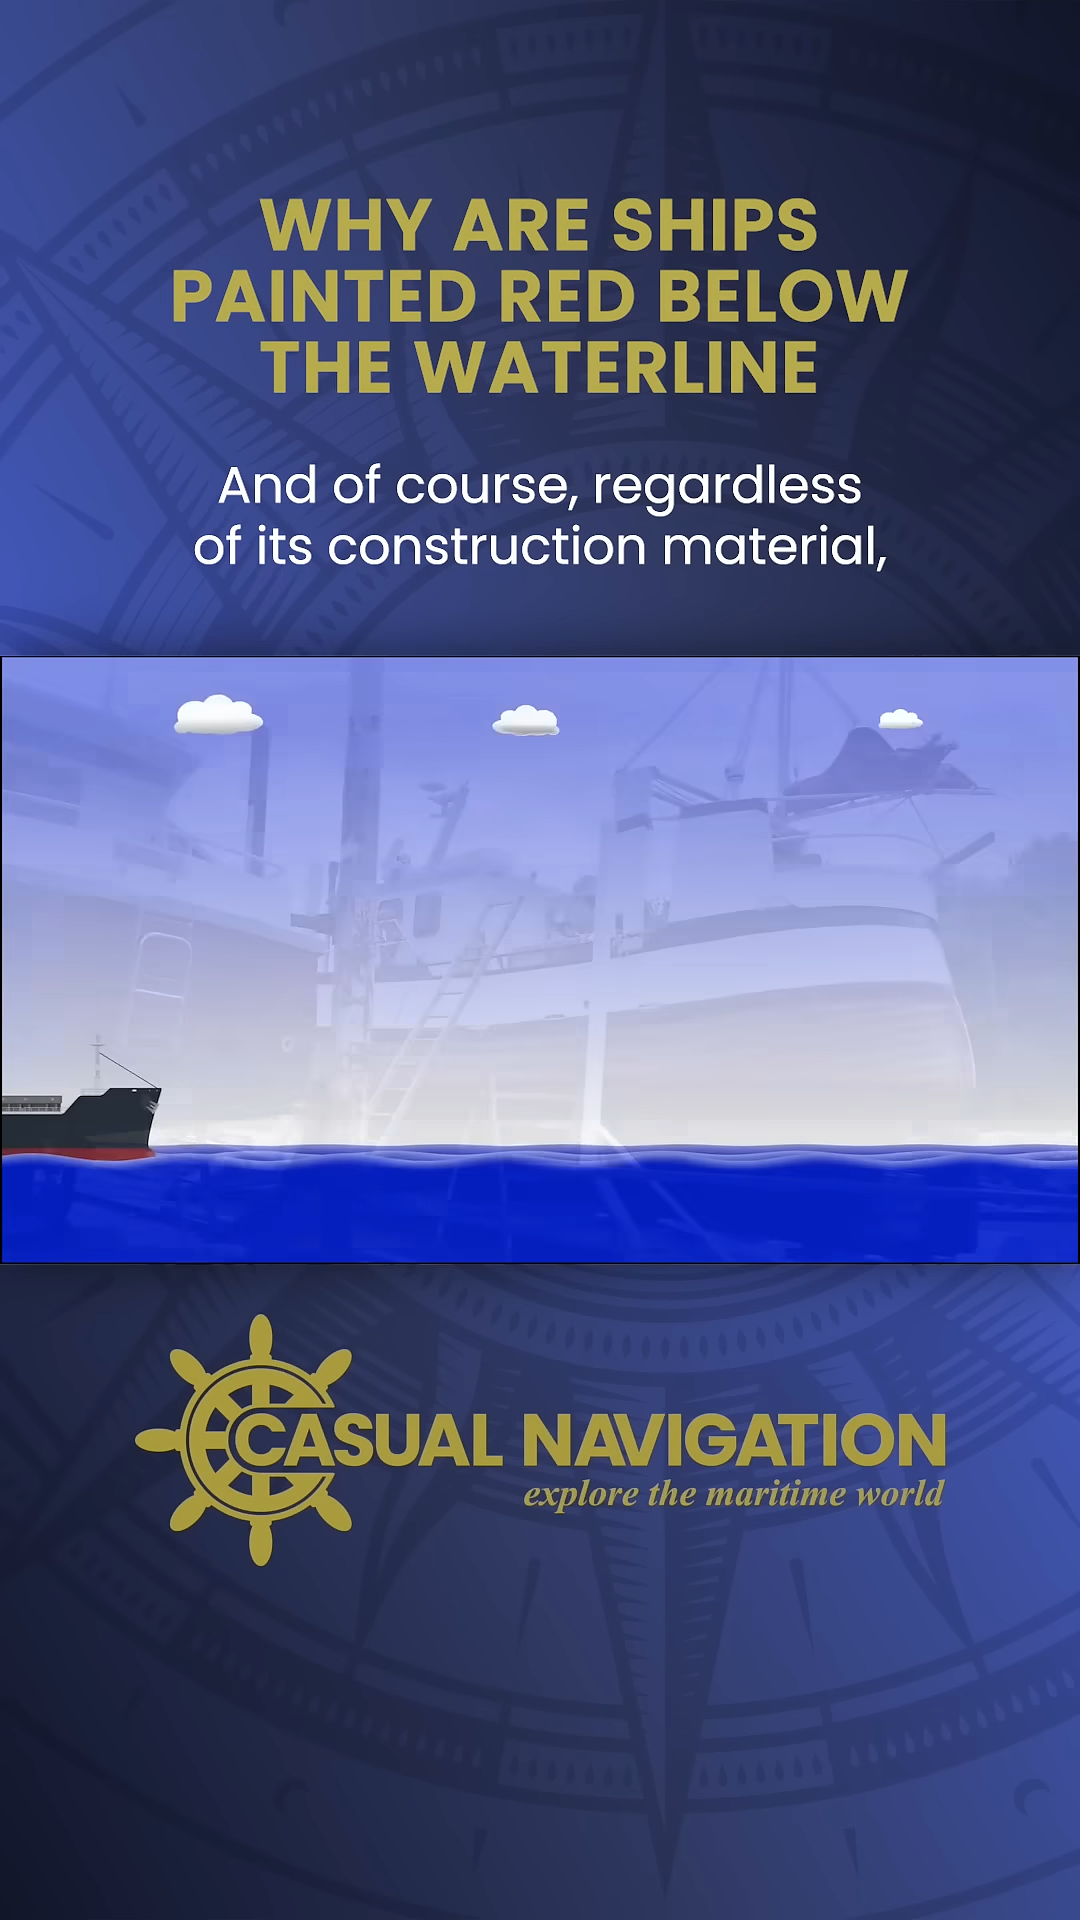 WHY ARE SHIPS
PAINTED RED BELOW
THE WATERLINE
And of course, regardless
of its construction material,
CASUAL NAVIGATION
explore the maritime world